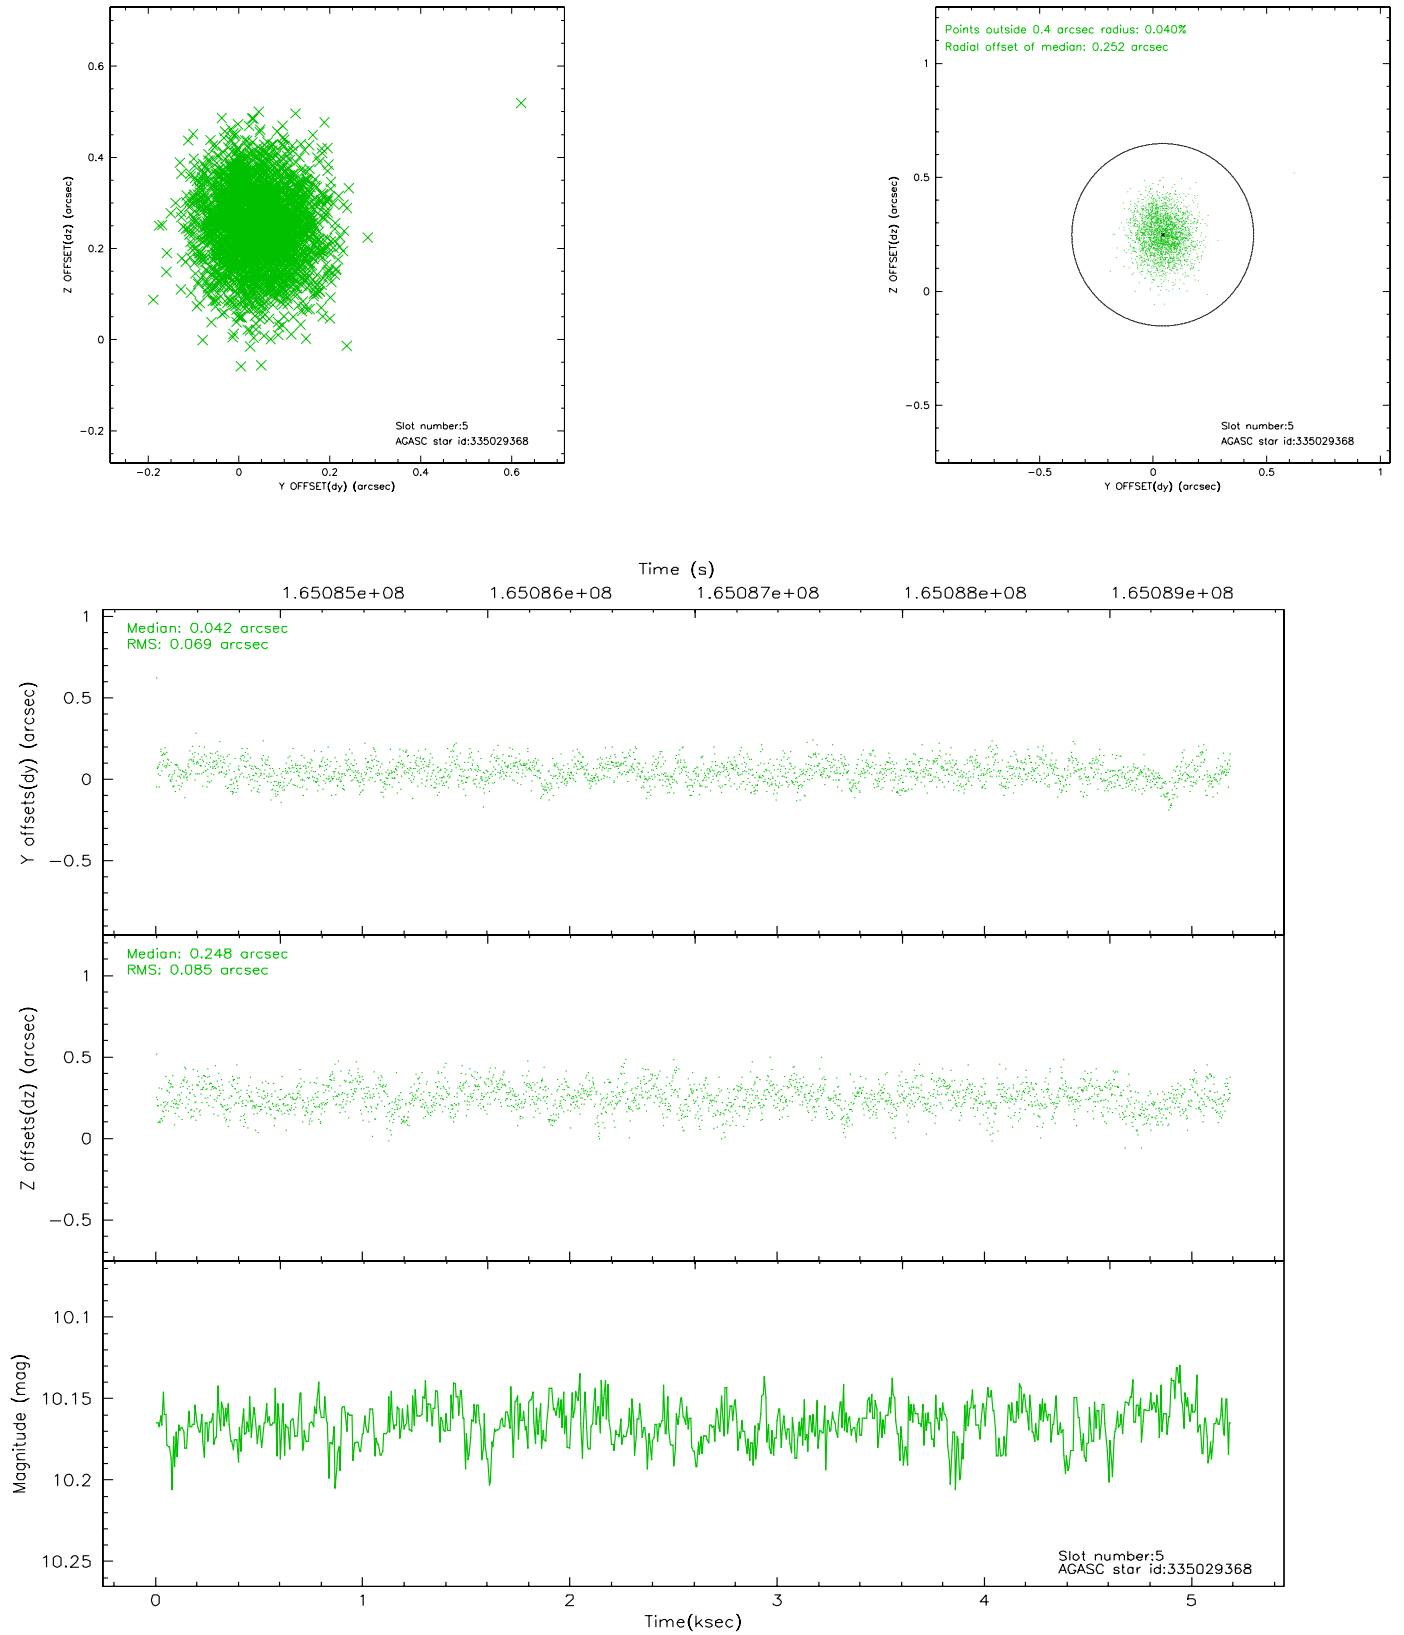 0.6
0.4
0.2
0
−0.2
Z OFFSET(dz) (arcsec)
−0.2 0 0.2 0.4 0.6
Y OFFSET(dy) (arcsec)
Slot number:5
AGASC star id:335029368
Points outside 0.4 arcsec radius: 0.040%
Radial offset of median: 0.252 arcsec
1
0.5
0
−0.5
Z OFFSET(dz) (arcsec)
−0.5 0 0.5 1
Y OFFSET(dy) (arcsec)
Slot number:5
AGASC star id:335029368
Time (s)
1.65085e+08 1.65086e+08 1.65087e+08 1.65088e+08 1.65089e+08
Median: 0.042 arcsec
RMS: 0.069 arcsec
1
0.5
0
−0.5
Y offsets(dy) (arcsec)
Median: 0.248 arcsec
RMS: 0.085 arcsec
1
0.5
0
−0.5
Z offsets(dz) (arcsec)
10.1
10.15
10.2
10.25
Magnitude (mag)
Slot number:5
AGASC star id:335029368
0 1 2 3 4 5
Time(ksec)